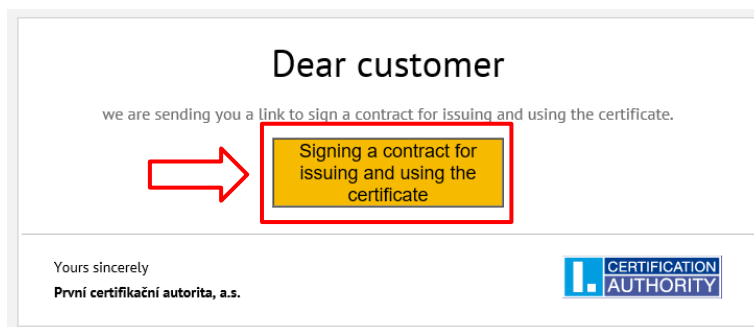 Dear customer
we are sending you a link to sign a contract for issuing and using the certificate.
Signing a contract for
issuing and using the
certificate
Yours sincerely
První certifikační autorita, a.s.
I. CERTIFICATION
AUTHORITY